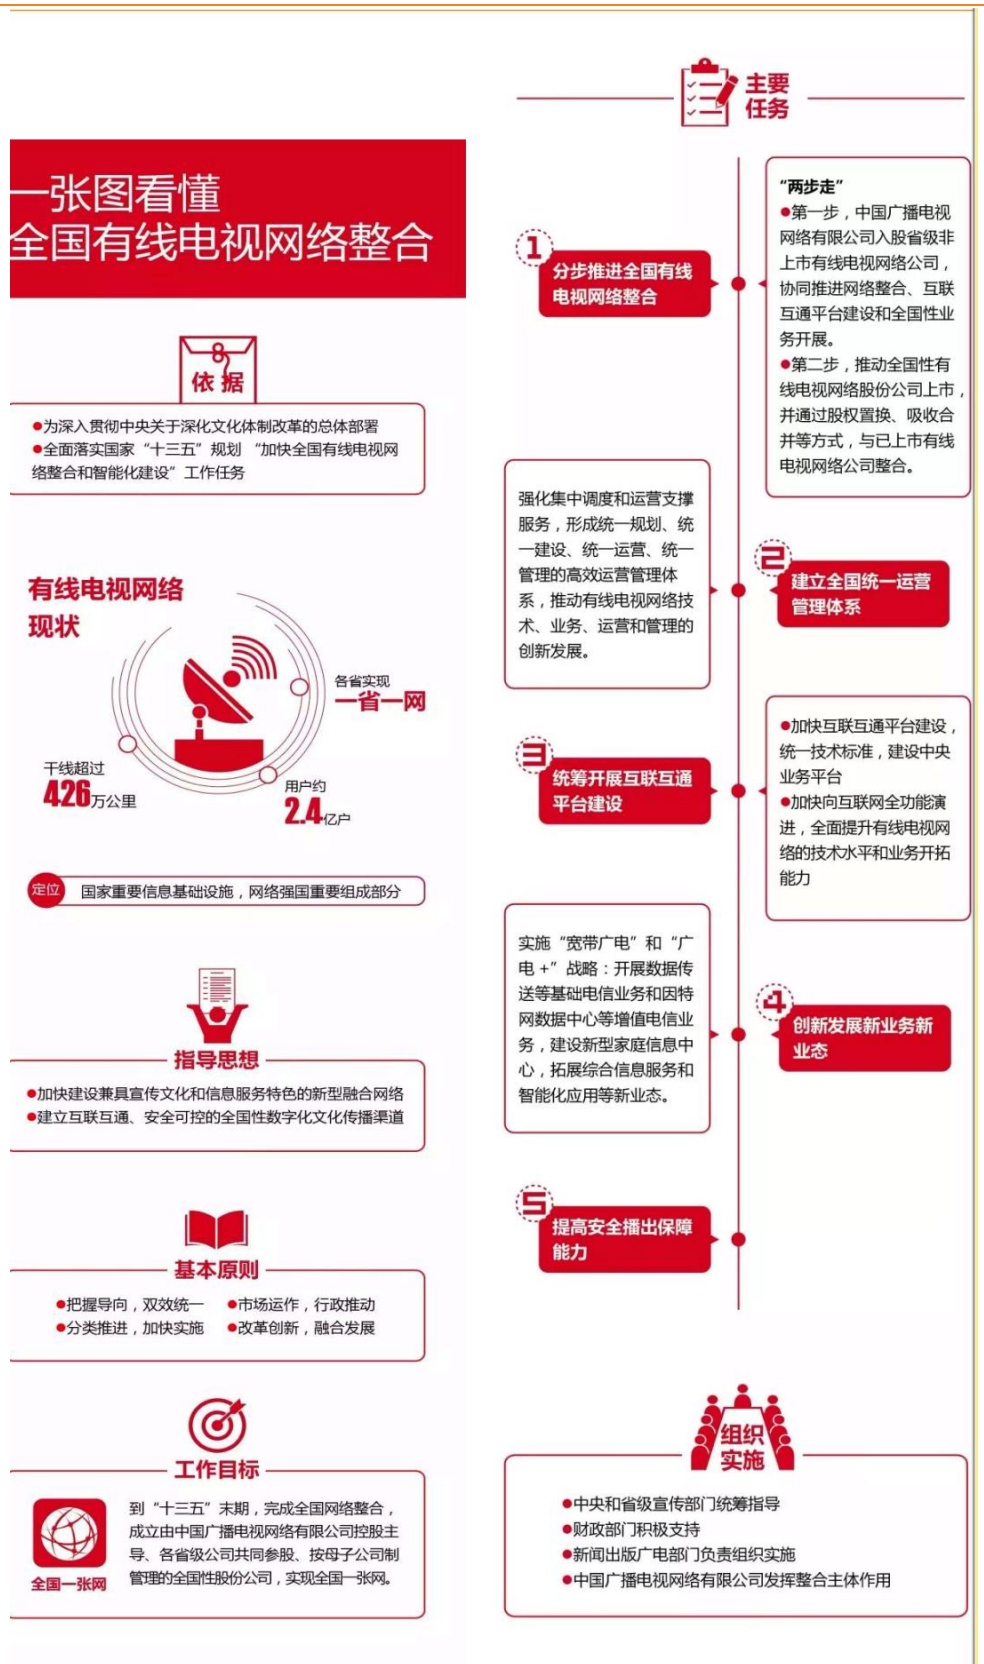 一张图看懂
全国有线电视网络整合
依据
●为深入贯彻中央关于深化文化体制改革的总体部署
●全面落实国家“十三五”规划 “加快全国有线电视网
络整合和智能化建设”工作任务
有线电视网络
现状
各省实现
一省一网
干线超过
426万公里
用户约
2.4亿户
定位
国家重要信息基础设施，网络强国重要组成部分
指导思想
●加快建设兼具宣传文化和信息服务特色的新型融合网络
●建立互联互通、安全可控的全国性数字化文化传播渠道
基本原则
●把握导向，双效统一 ●市场运作，行政推动
●分类推进，加快实施 ●改革创新，融合发展
工作目标
全国一张网
到“十三五”末期，完成全国网络整合，
成立由中国广播电视网络有限公司控股主
导、各省级公司共同参股、按母子公司制
管理的全国性股份公司，实现全国一张网。
主要
任务
1
分步推进全国有线
电视网络整合
“两步走”
●第一步，中国广播电视
网络有限公司入股省级非
上市有线电视网络公司，
协同推进网络整合、互联
互通平台建设和全国性业
务开展。
●第二步，推动全国性有
线电视网络股份公司上市，
并通过股权置换、吸收合
并等方式，与已上市有线
电视网络公司整合。
2
建立全国统一运营
管理体系
强化集中调度和运营支撑
服务，形成统一规划、统
一建设、统一运营、统一
管理的高效运营管理体
系，推动有线电视网络技
术、业务、运营和管理的
创新发展。
3
统筹开展互联互通
平台建设
●加快互联互通平台建设，
统一技术标准，建设中央
业务平台
●加快向互联网全功能演
进，全面提升有线电视网
络的技术水平和业务开拓
能力
4
创新发展新业务新
业态
实施“宽带广电”和“广
电 +”战略：开展数据传
送等基础电信业务和因特
网数据中心等增值电信业
务，建设新型家庭信息中
心，拓展综合信息服务和
智能化应用等新业态。
5
提高安全播出保障
能力
组织
实施
●中央和省级宣传部门统筹指导
●财政部门积极支持
●新闻出版广电部门负责组织实施
●中国广播电视网络有限公司发挥整合主体作用